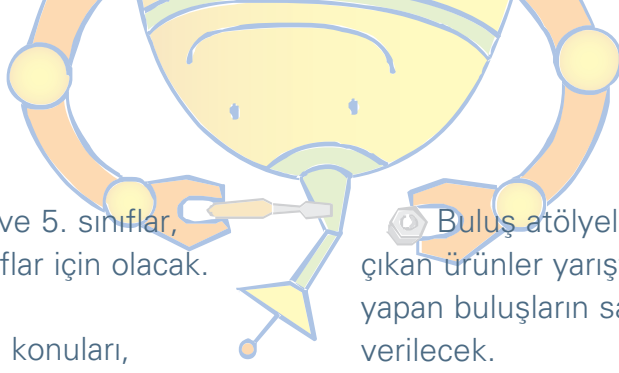 ve 5. sınıflar,
flar için olacak.
konuları,
Buluş atölyel
çıkan ürünler yarış
yapan buluşların sa
verilecek.